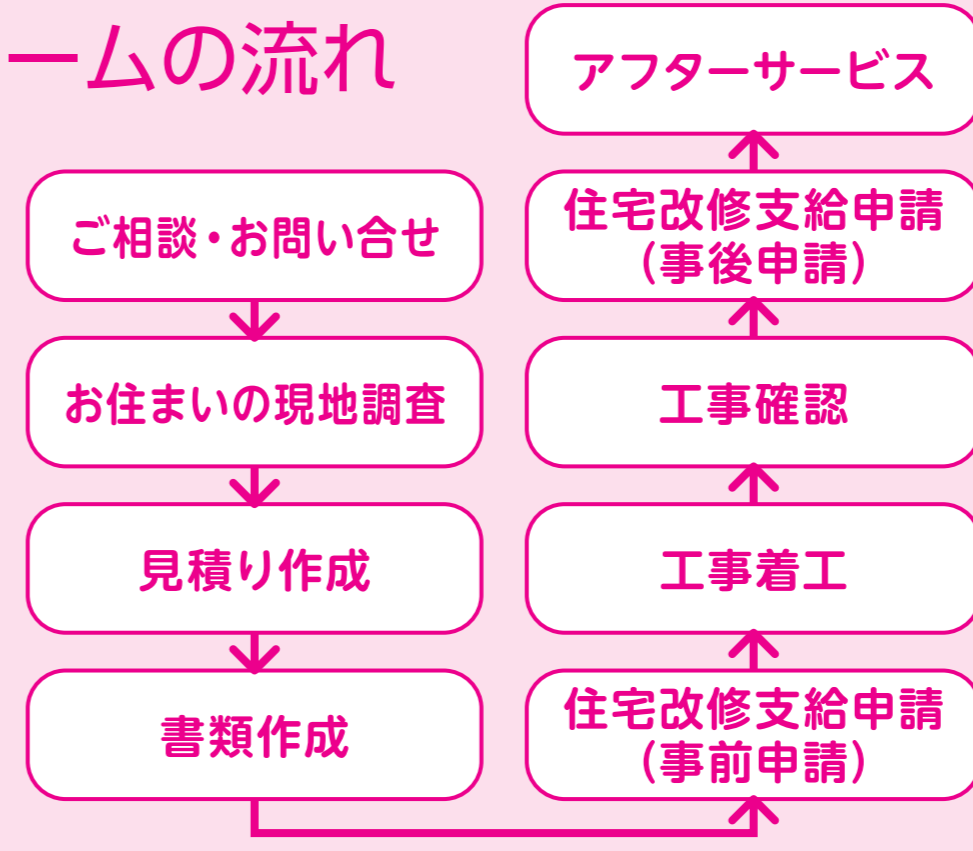 ームの流れ
ご相談・お問い合せ
お住まいの現地調査
見積り作成
書類作成
住宅改修支給申請
(事前申請)
工事着工
工事確認
住宅改修支給申請
(事後申請)
アフターサービス